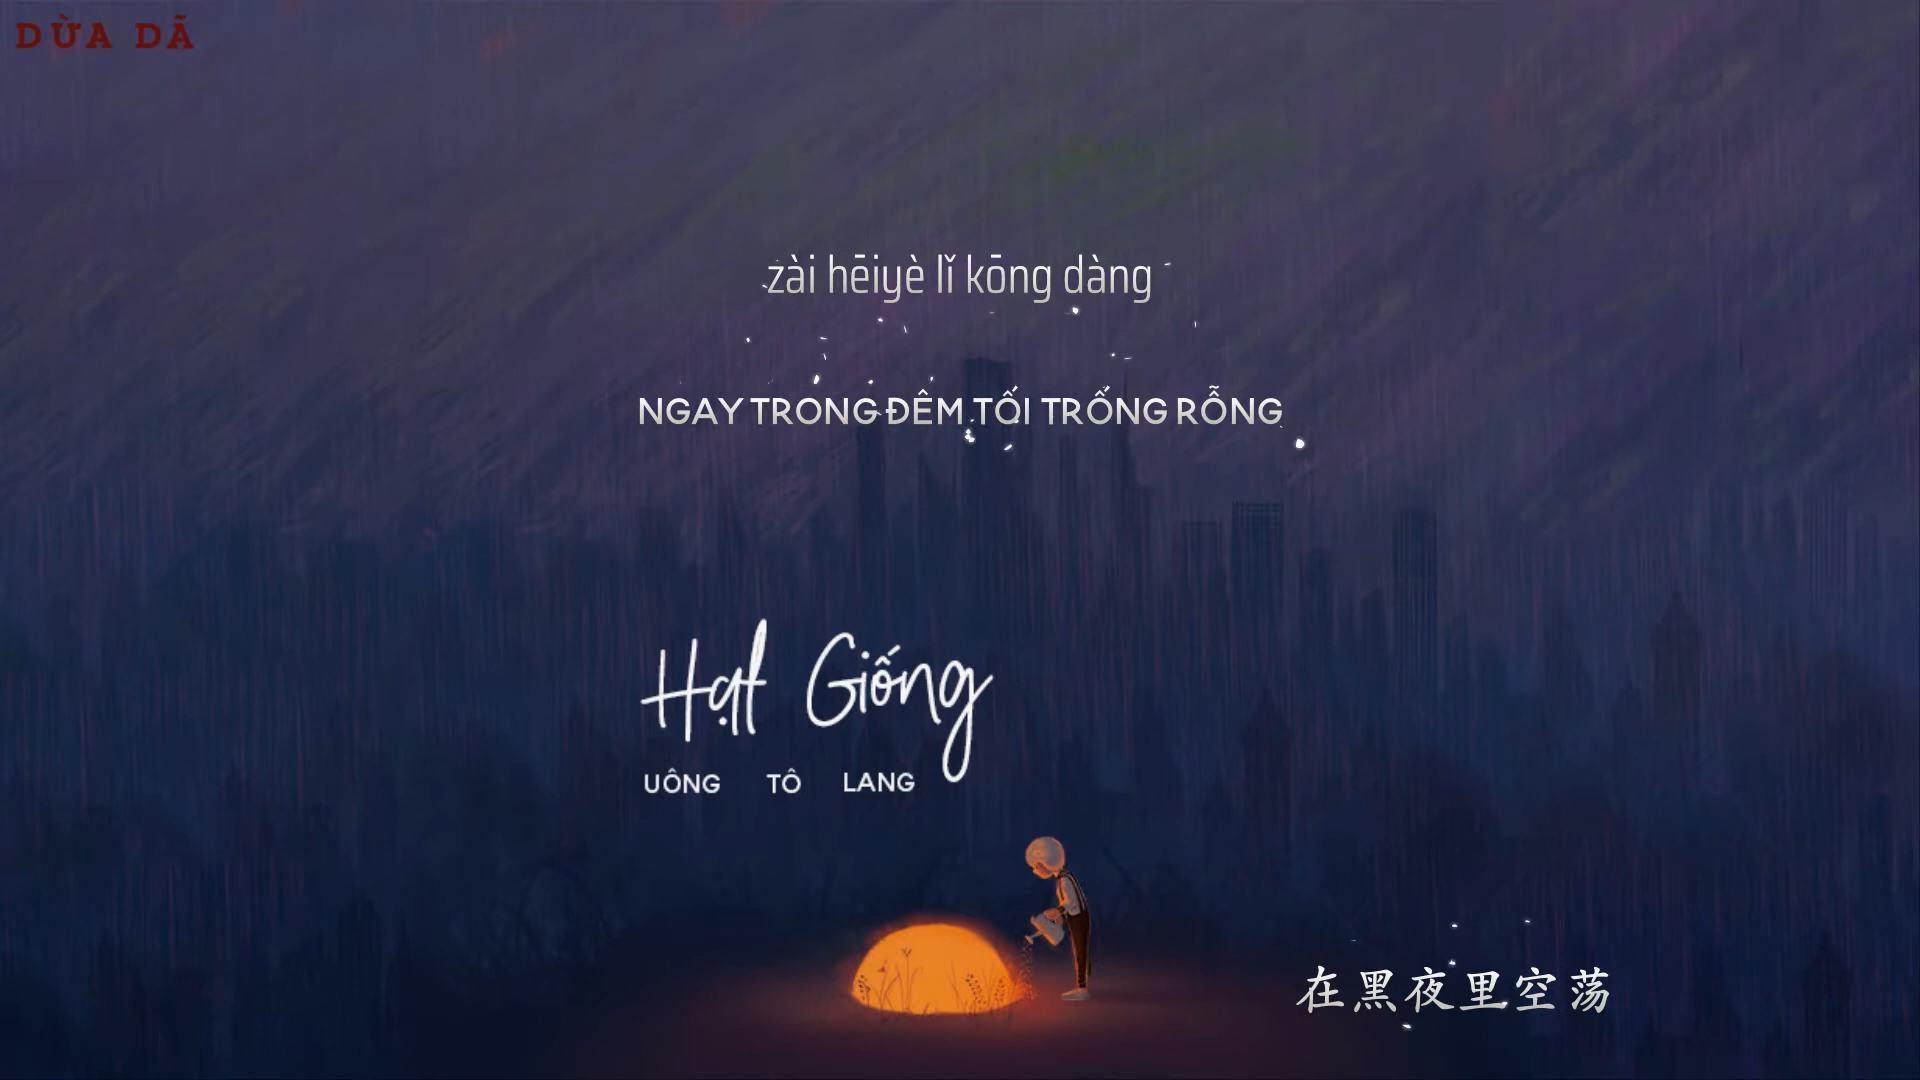 DỪA DÃ
zài hēiyè lǐ kōng dàng
NGAY TRONG ĐÊM TỐI TRỐNG RỖNG
Hạt Giống
UÔNG TÔ LANG
在黑夜里空荡